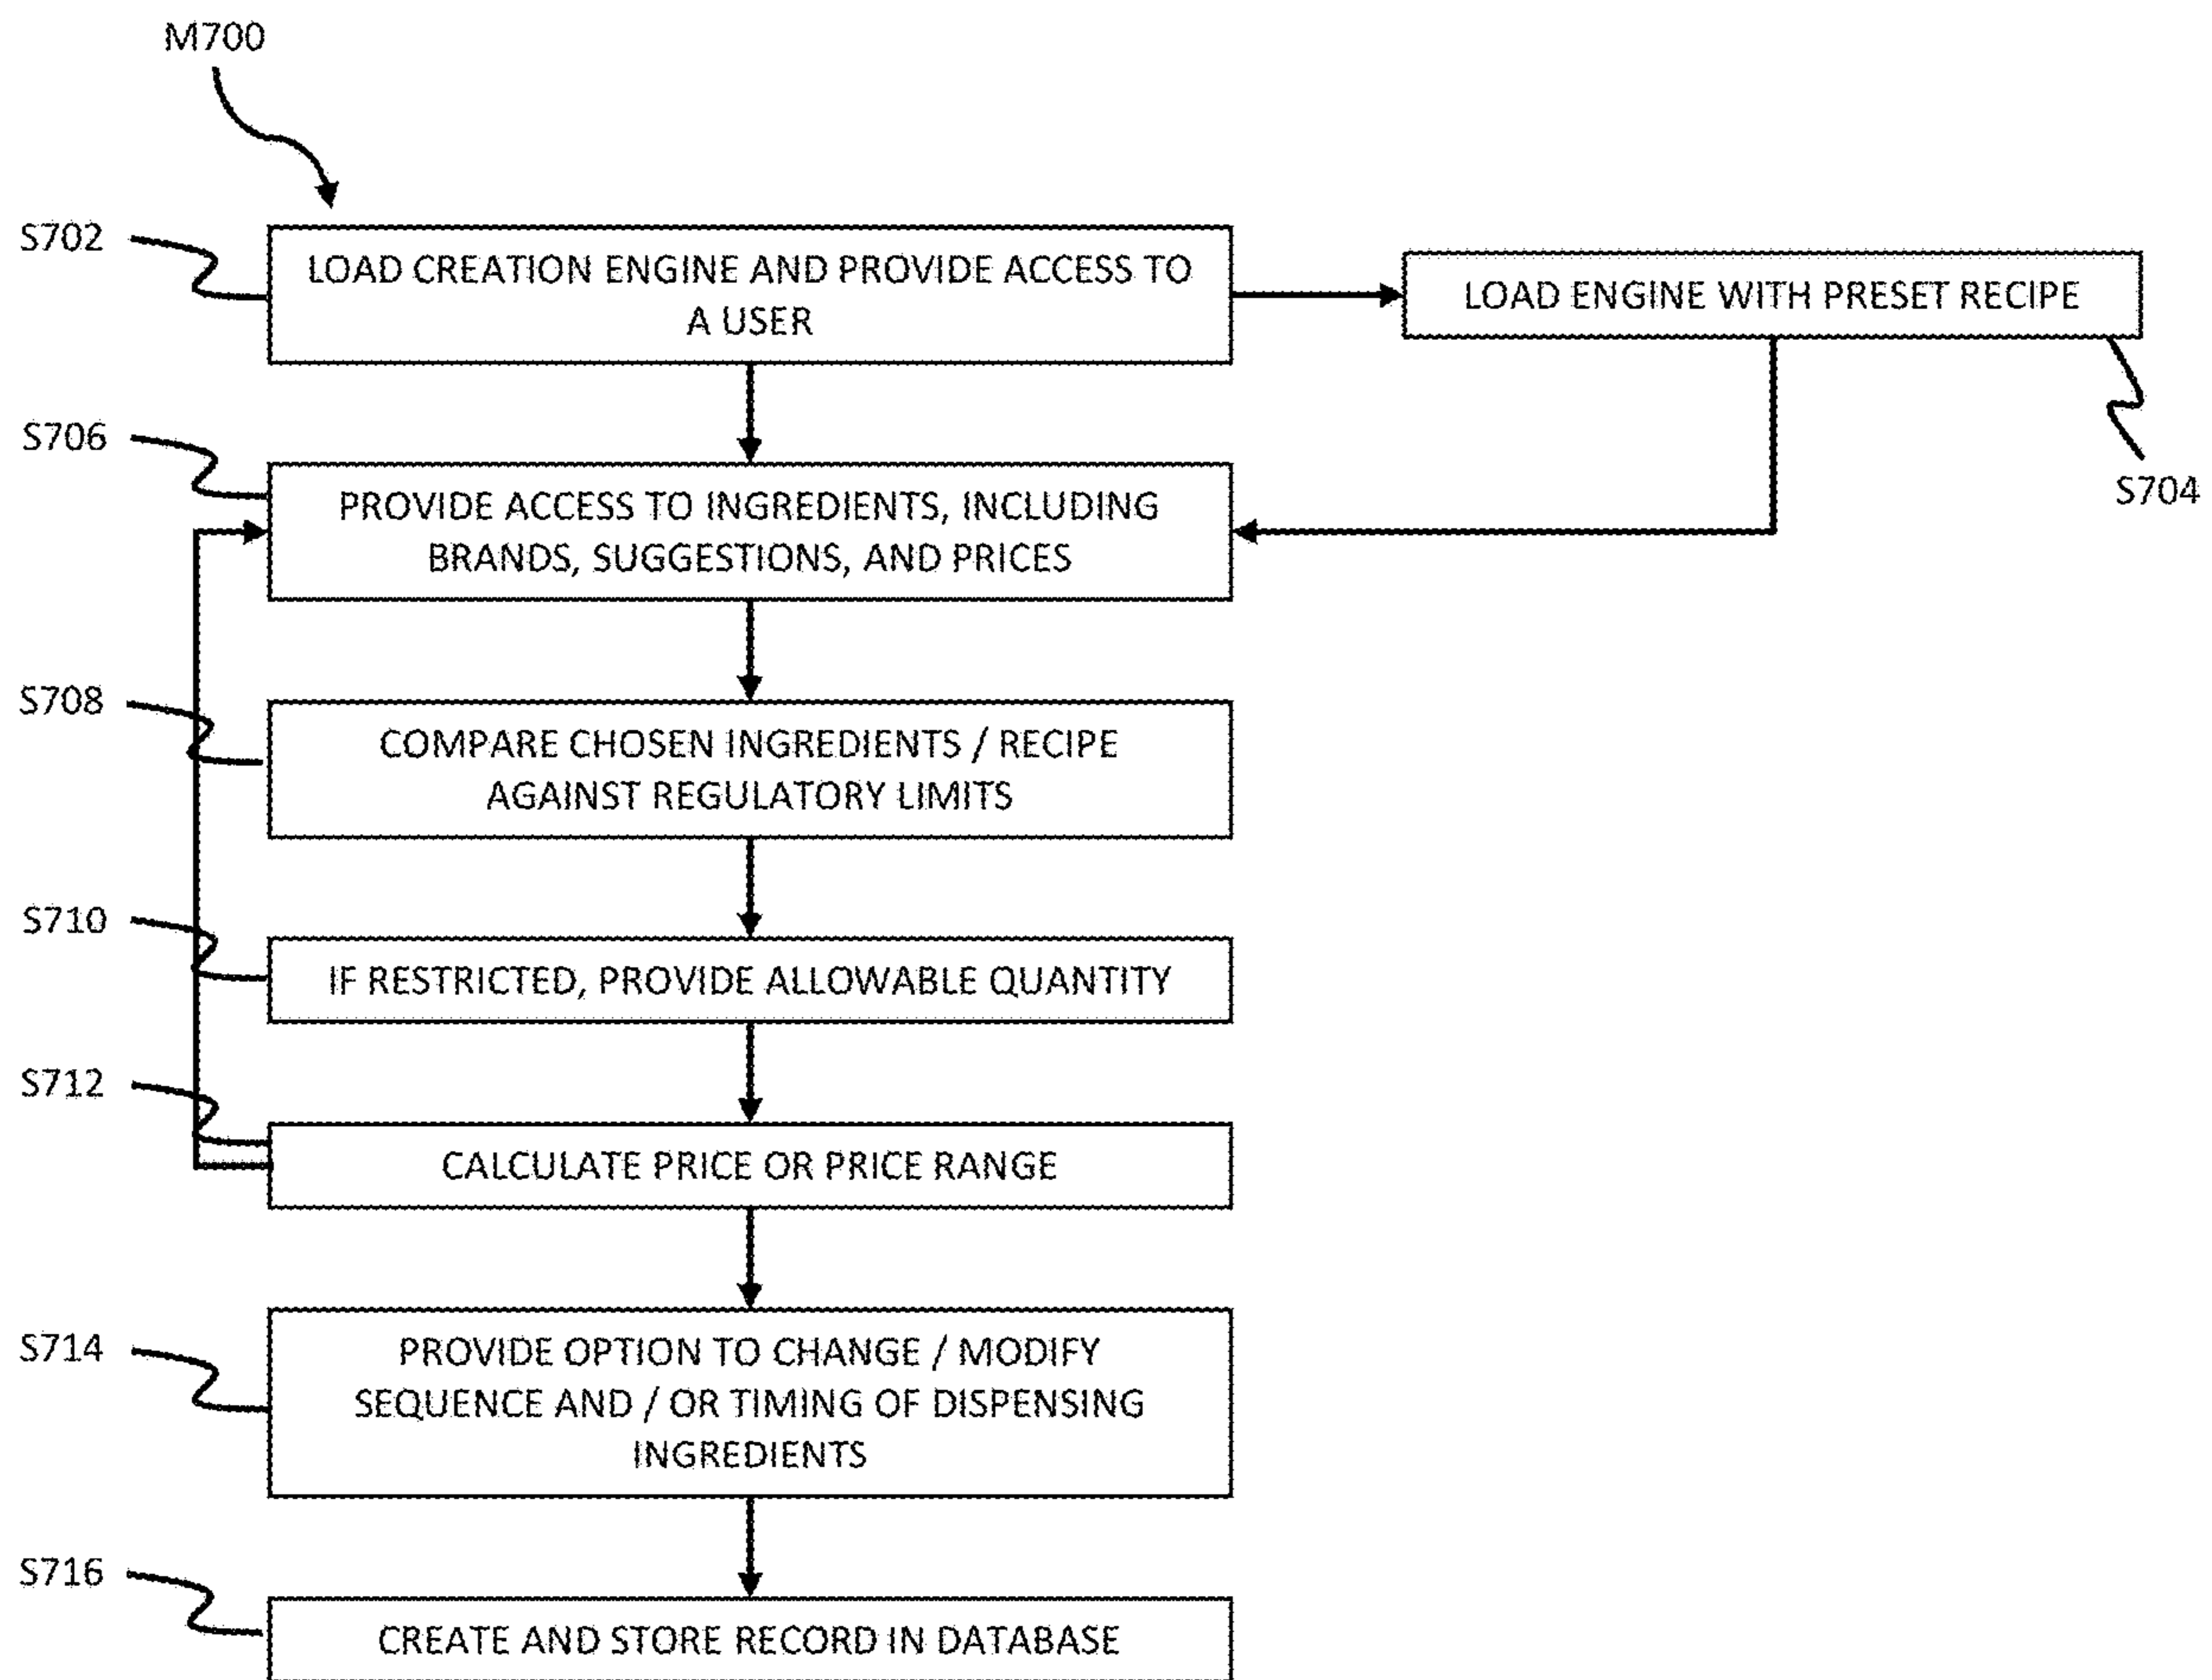 M700
S702
LOAD CREATION ENGINE AND PROVIDE ACCESS TO
A USER
LOAD ENGINE WITH PRESET RECIPE
S704
S706
PROVIDE ACCESS TO INGREDIENTS, INCLUDING
BRANDS, SUGGESTIONS, AND PRICES
S708
COMPARE CHOSEN INGREDIENTS / RECIPE
AGAINST REGULATORY LIMITS
S710
IF RESTRICTED, PROVIDE ALLOWABLE QUANTITY
S712
CALCULATE PRICE OR PRICE RANGE
S714
PROVIDE OPTION TO CHANGE / MODIFY
SEQUENCE AND / OR TIMING OF DISPENSING
INGREDIENTS
S716
CREATE AND STORE RECORD IN DATABASE